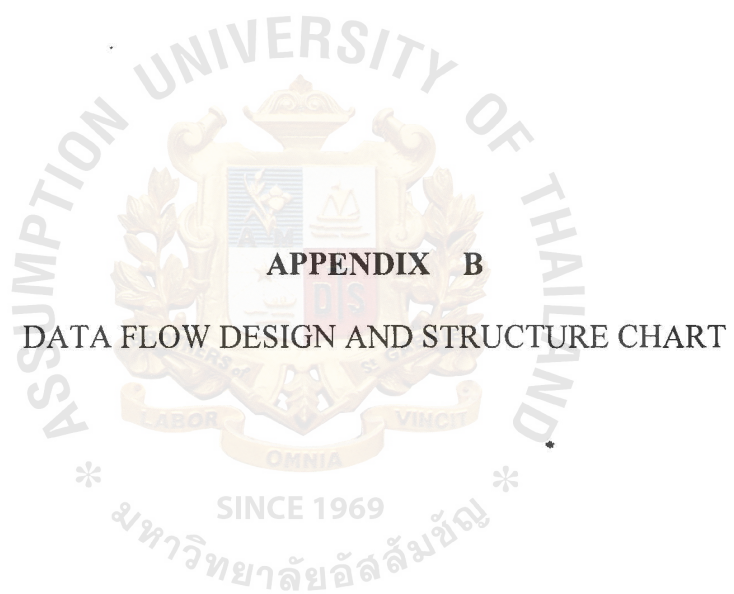 ASSUMPTION UNIVERSITY OF THAILAND
A M
DS
APPENDIX B
DATA FLOW DESIGN AND STRUCTURE CHART
LABOR
VINCIT
OMNIA
SINCE 1969
* มหาวิทยาลัยอัสสัมชัญ *